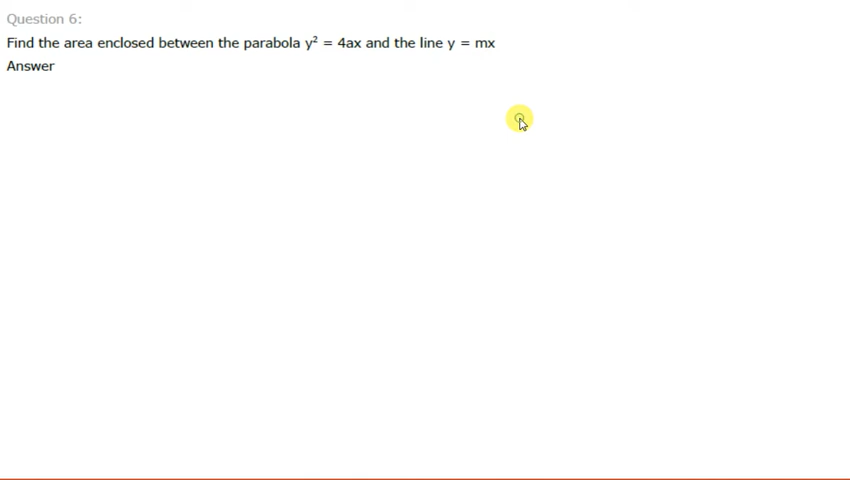 Question 6:
Find the area enclosed between the parabola y² = 4ax and the line y = mx
Answer